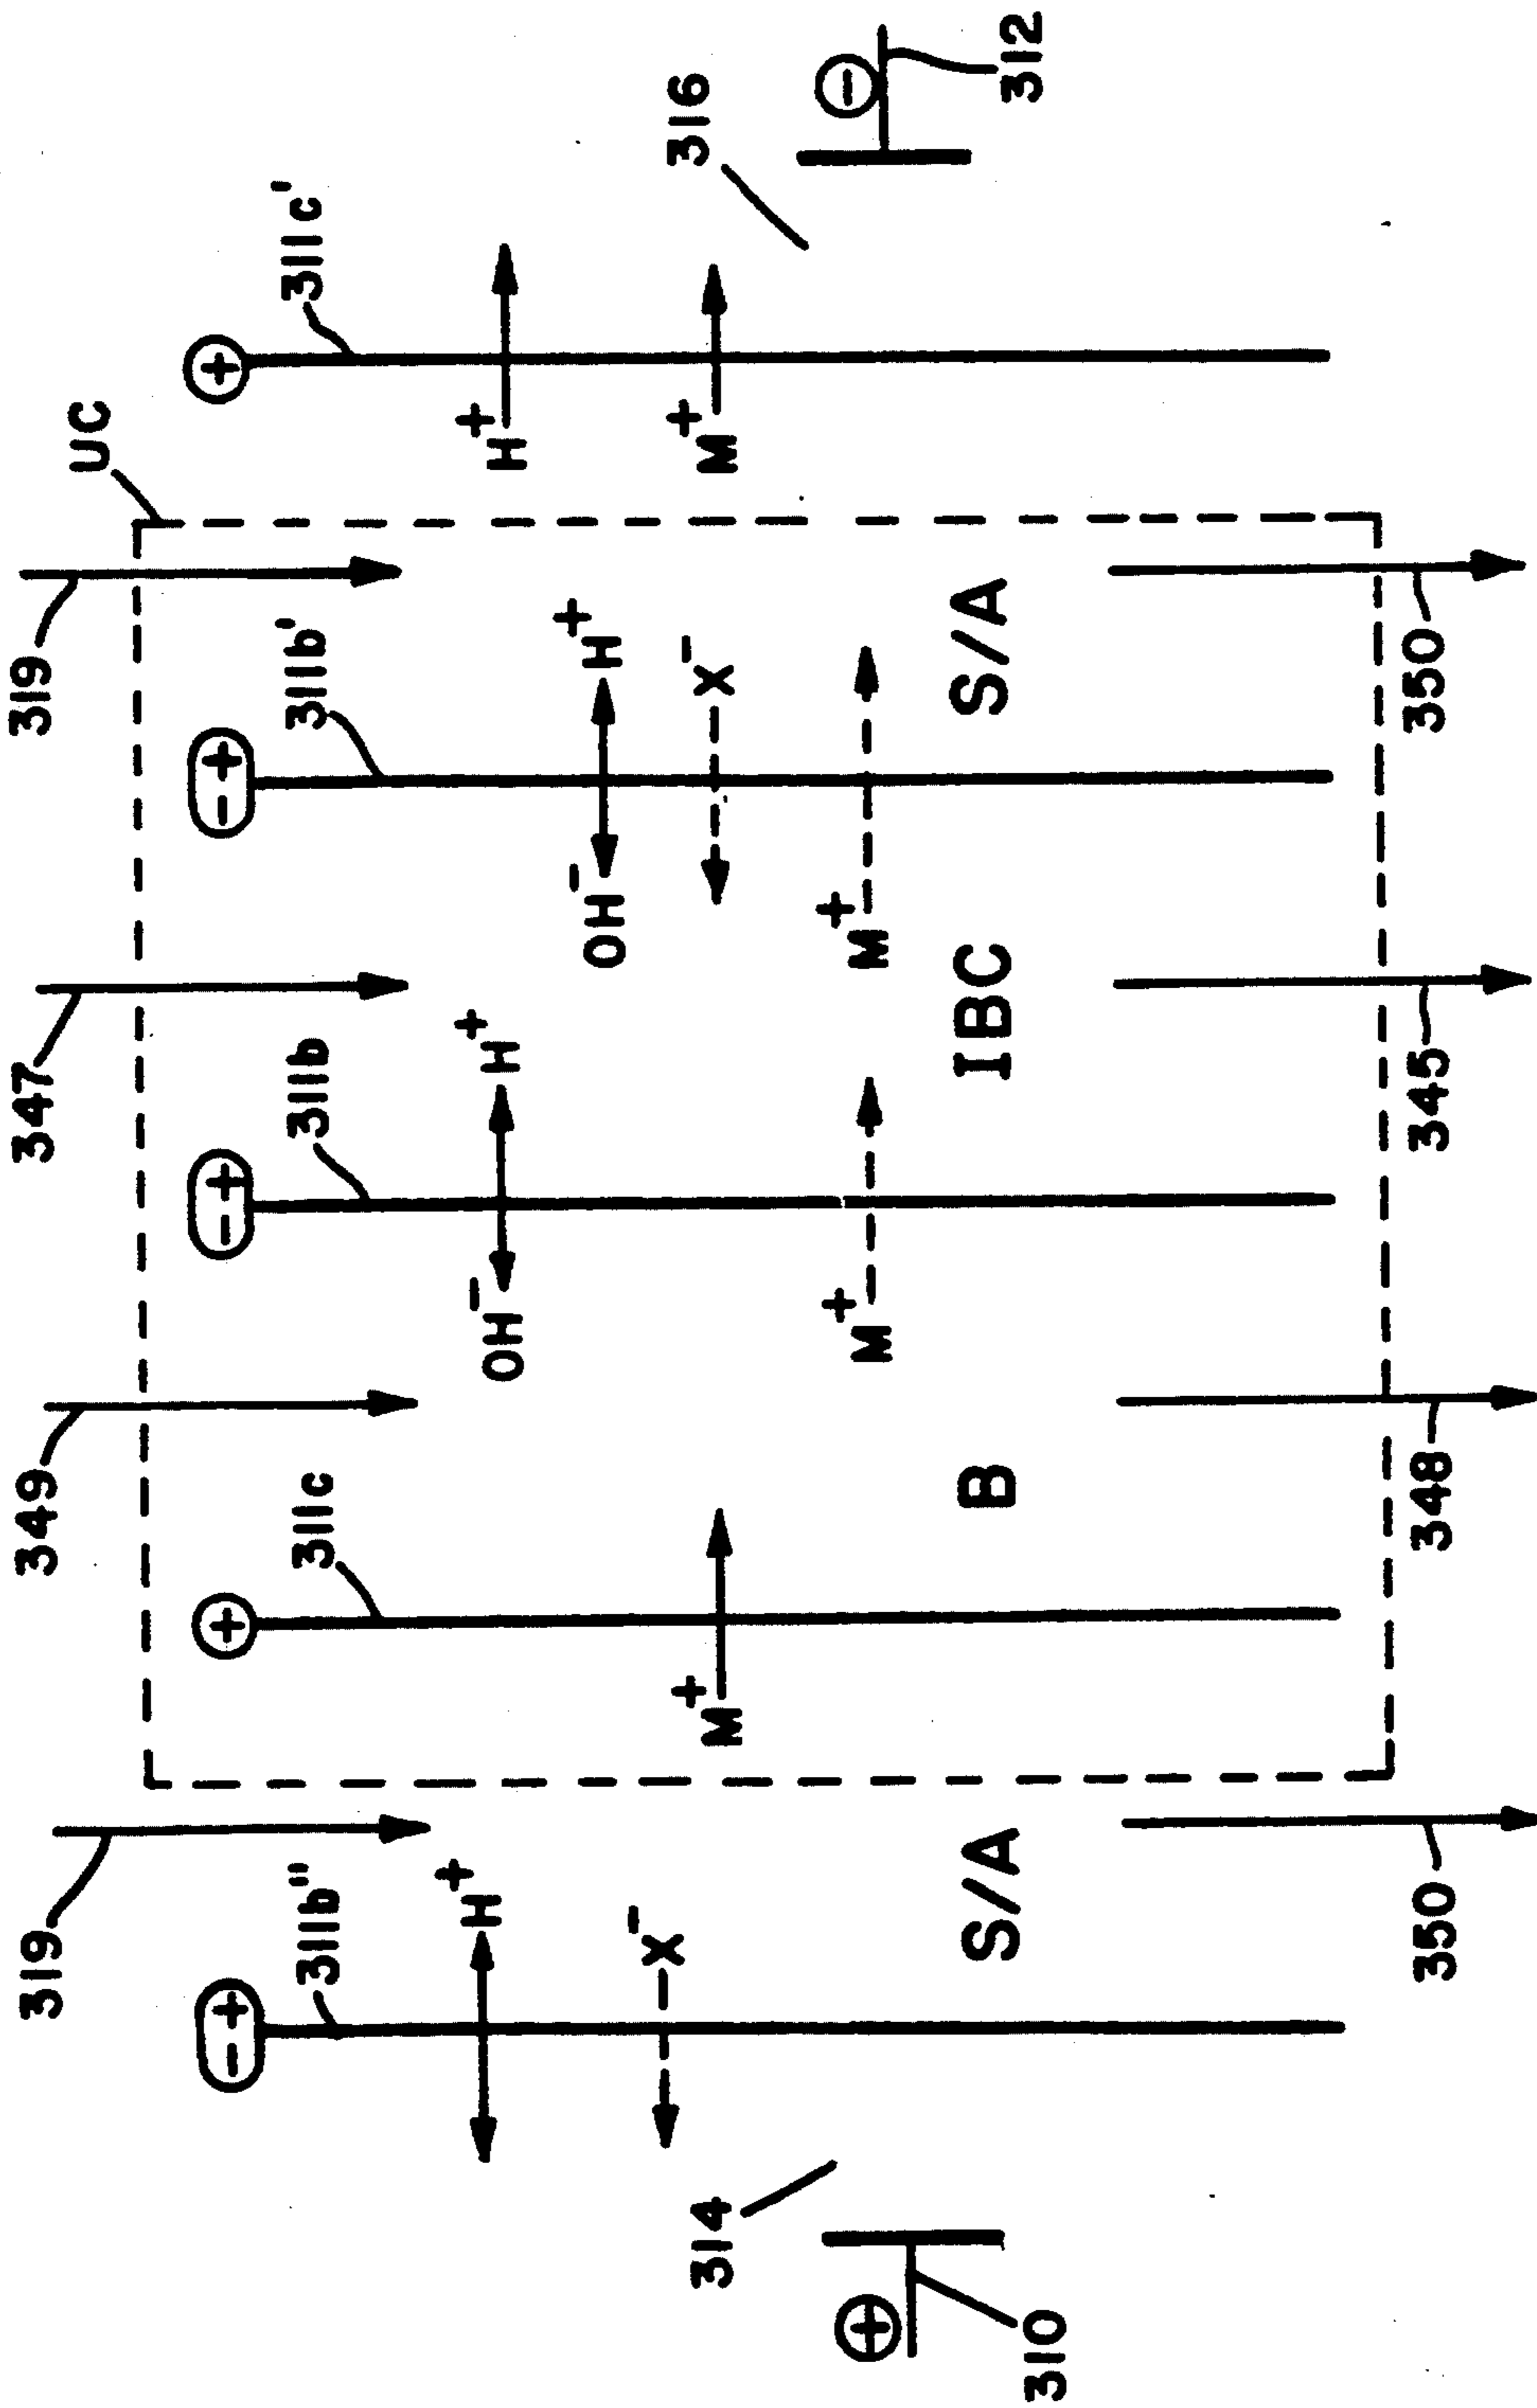 319 349 347 319
UC
⊕ ⊕
- + - + - +
311b" 311c 311b 311b' 311c'
H⁺ OH⁻ H⁺ H⁺
OH⁻ H⁺
X⁻ X⁻
314 M⁺ M⁺ 316
M⁺ M⁺
⊕ ⊖
S/A B IBC S/A
310 312
350 348 345 350